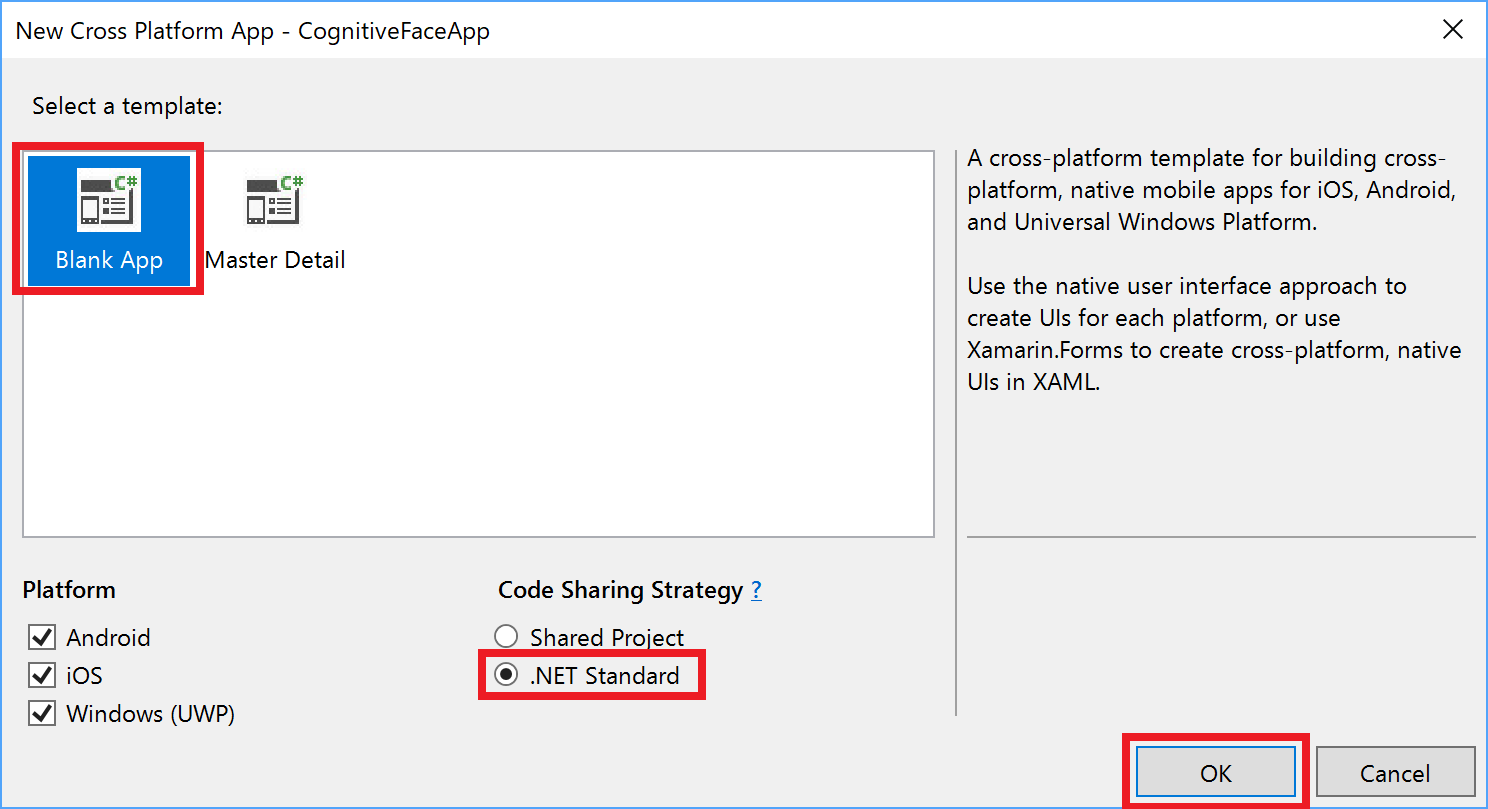 New Cross Platform App - CognitiveFaceApp
Select a template:
C#
Blank App
C#
Master Detail
A cross-platform template for building cross-
platform, native mobile apps for iOS, Android,
and Universal Windows Platform.
Use the native user interface approach to
create UIs for each platform, or use
Xamarin.Forms to create cross-platform, native
UIs in XAML.
Platform
Android
iOS
Windows (UWP)
Code Sharing Strategy ?
Shared Project
.NET Standard
OK
Cancel